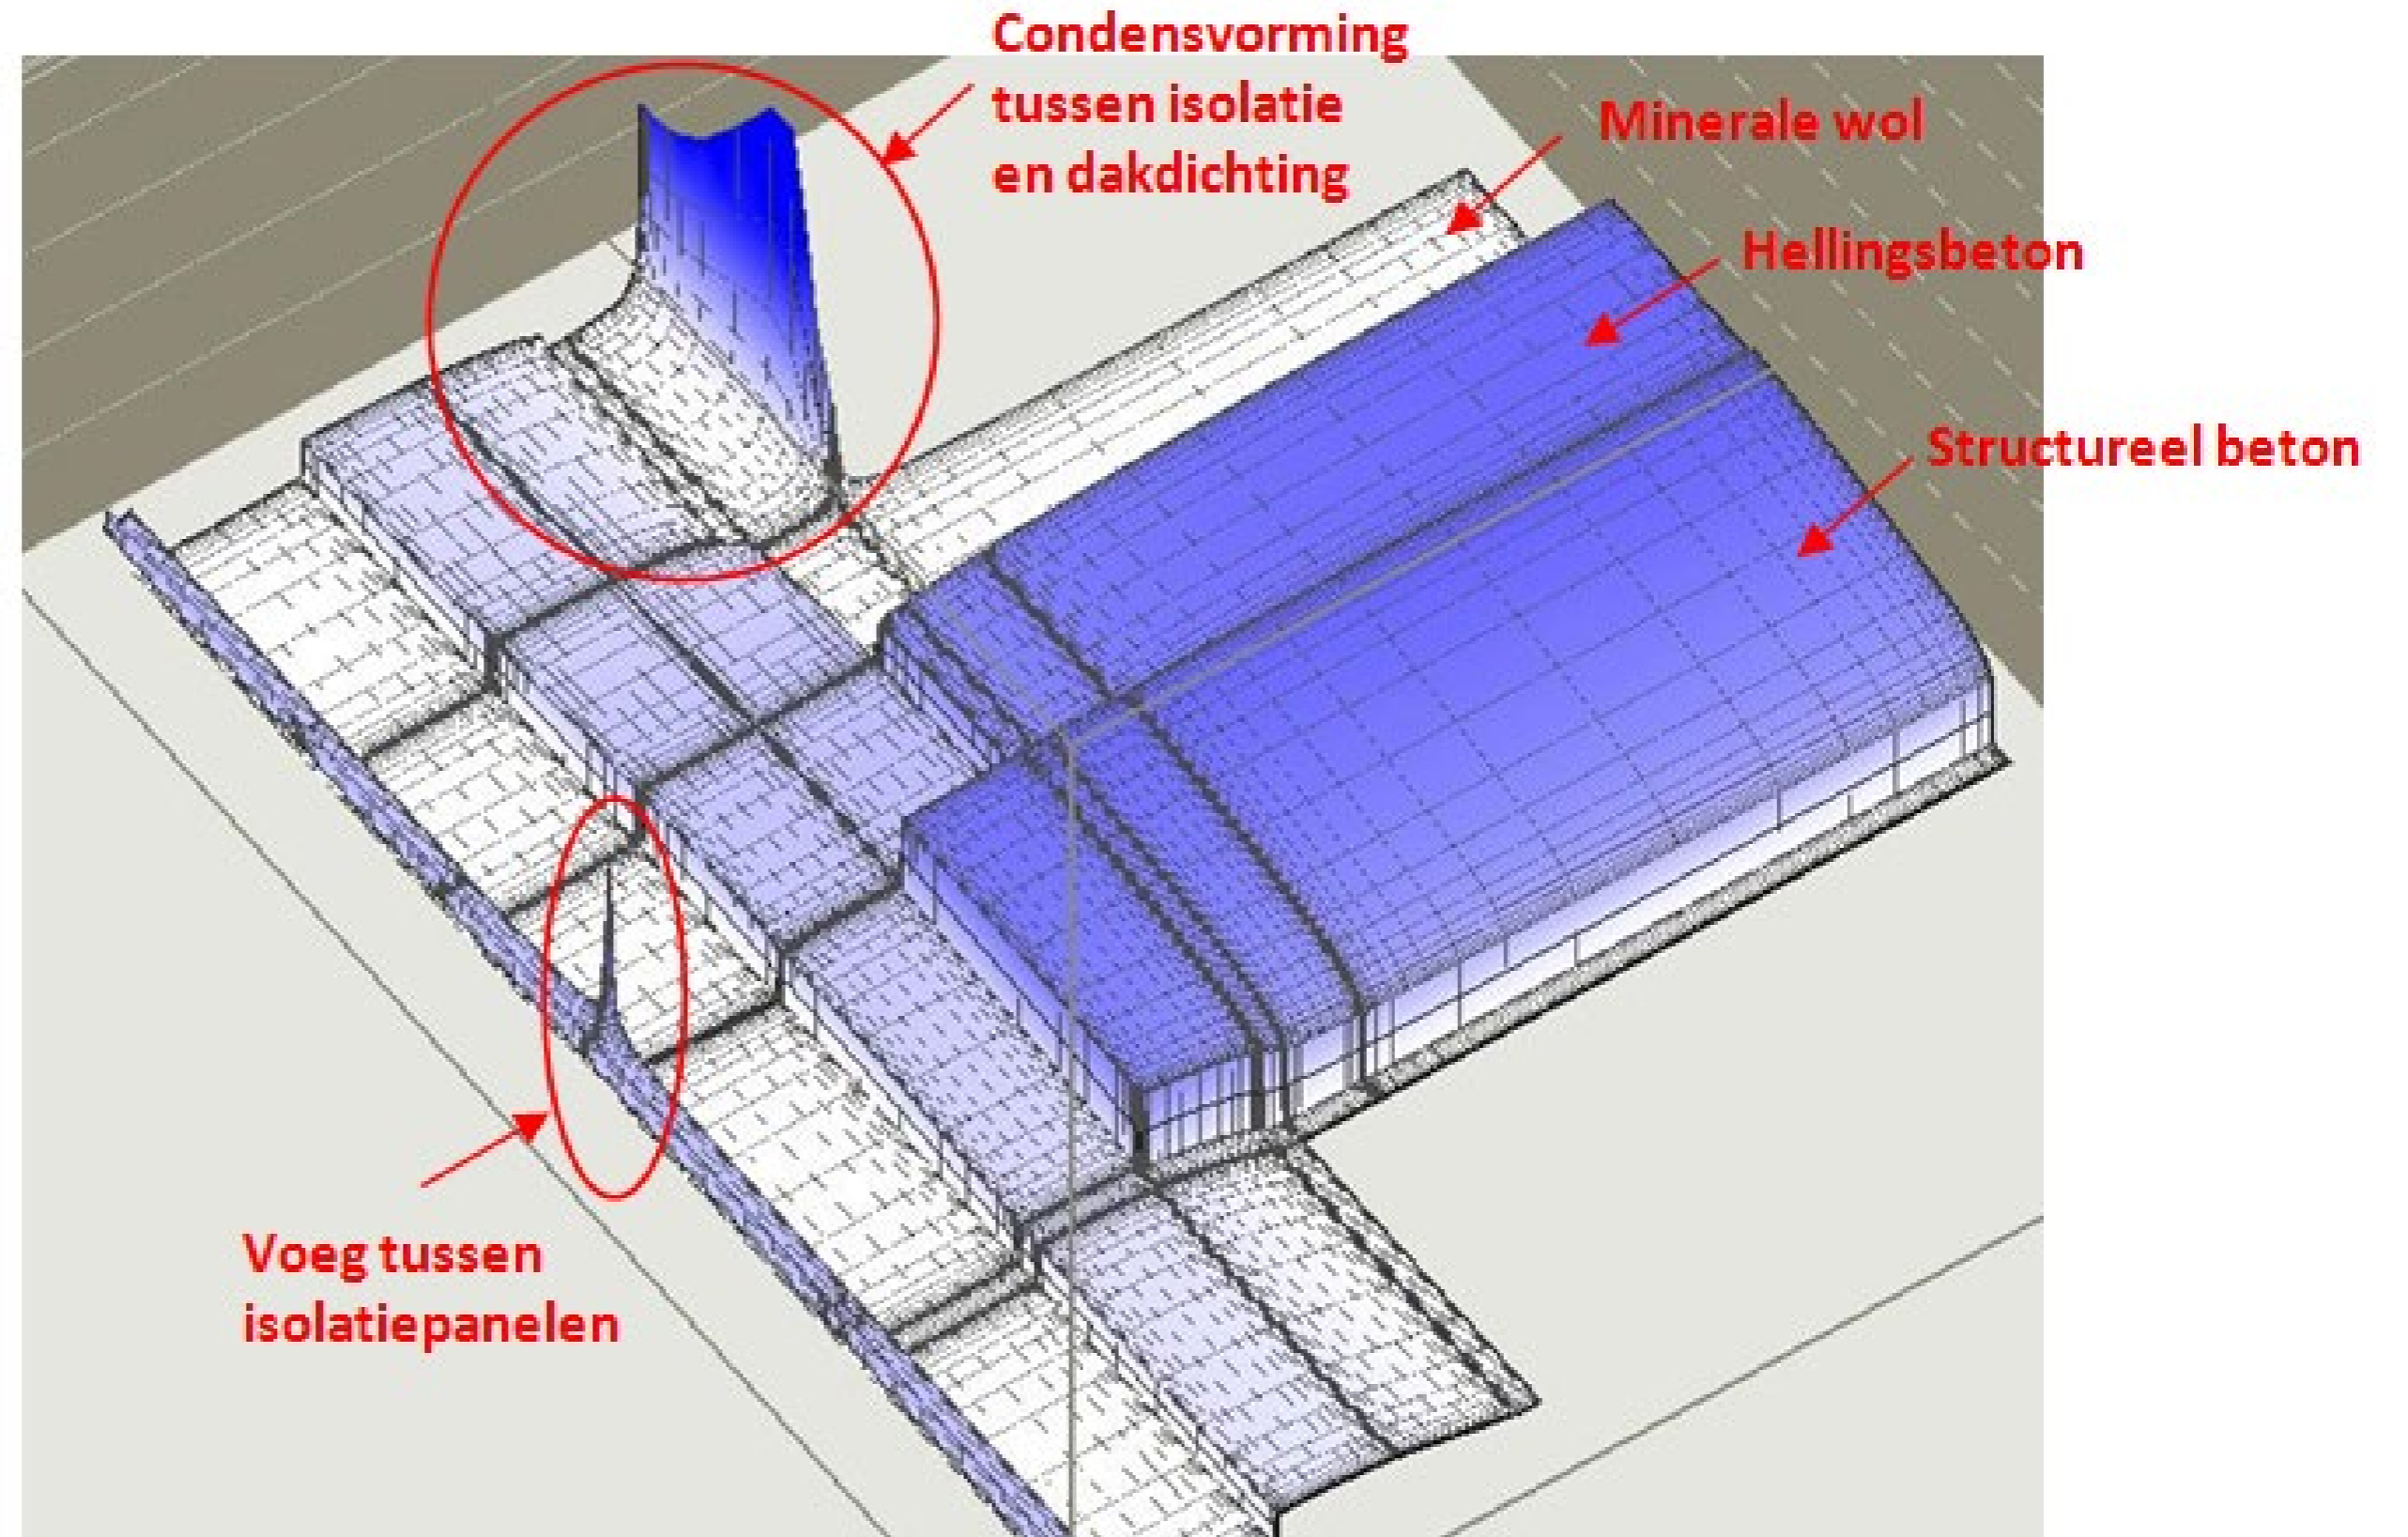 Condensvorming
tussen isolatie
en dakdichting
Minerale wol
Hellingsbeton
Structureel beton
Voeg tussen
isolatiepanelen